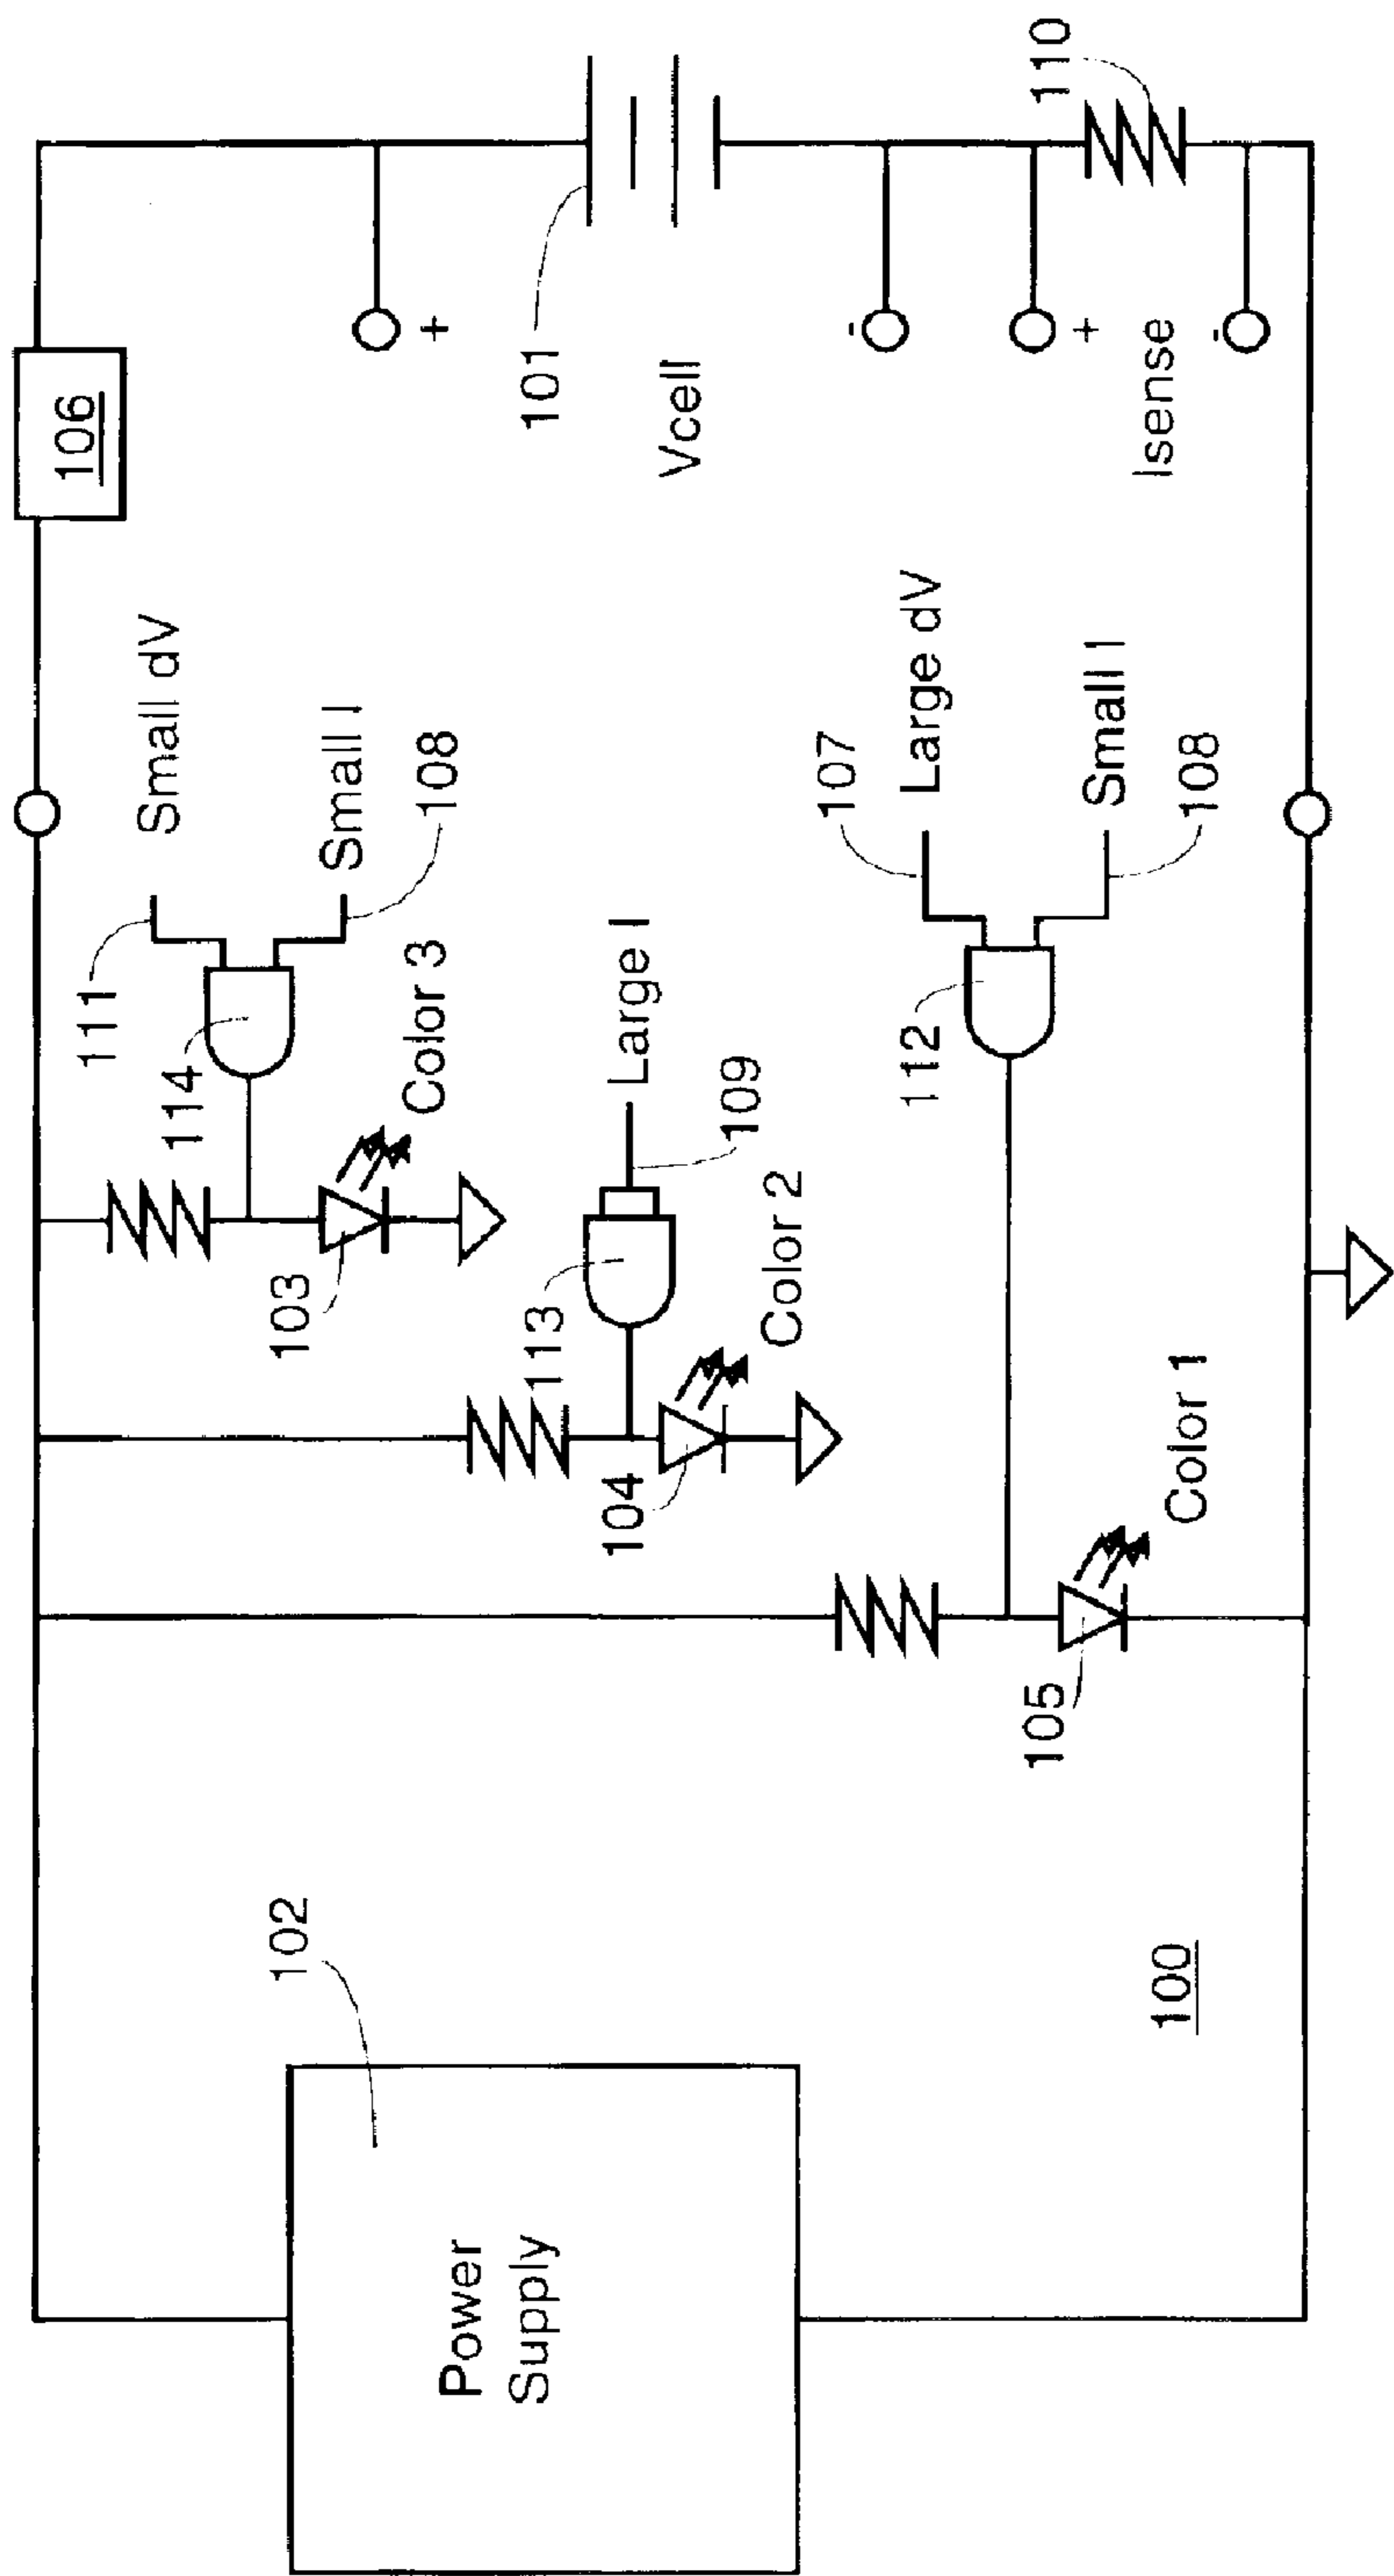 106
111
Small dV
114
102
103
Small I
Color 3
108
+
Power
Supply
113
101
104
Large I
Vcell
109
Color 2
107
-
112
Large dV
105
110
+
Small I
Isense
100
Color 1
108
-